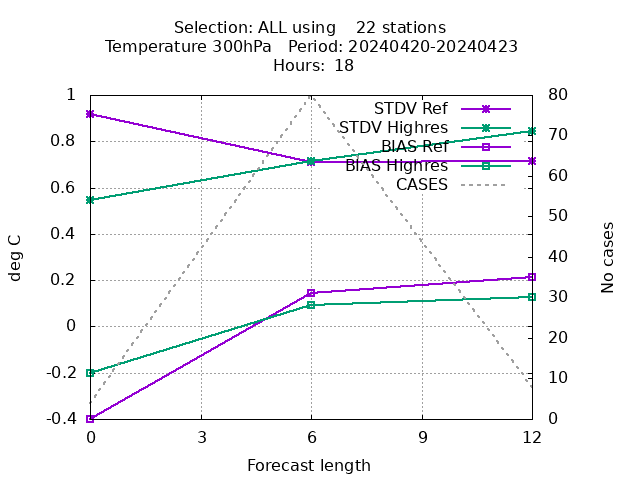 Selection: ALL using    22 stations
Temperature 300hPa   Period: 20240420-20240423
Hours:  18
1
0.8
0.6
0.4
0.2
0
-0.2
-0.4
deg C
STDV Ref
STDV Highres
BIAS Ref
BIAS Highres
CASES
80
70
60
50
40
30
20
10
0
No cases
0
3
6
9
12
Forecast length